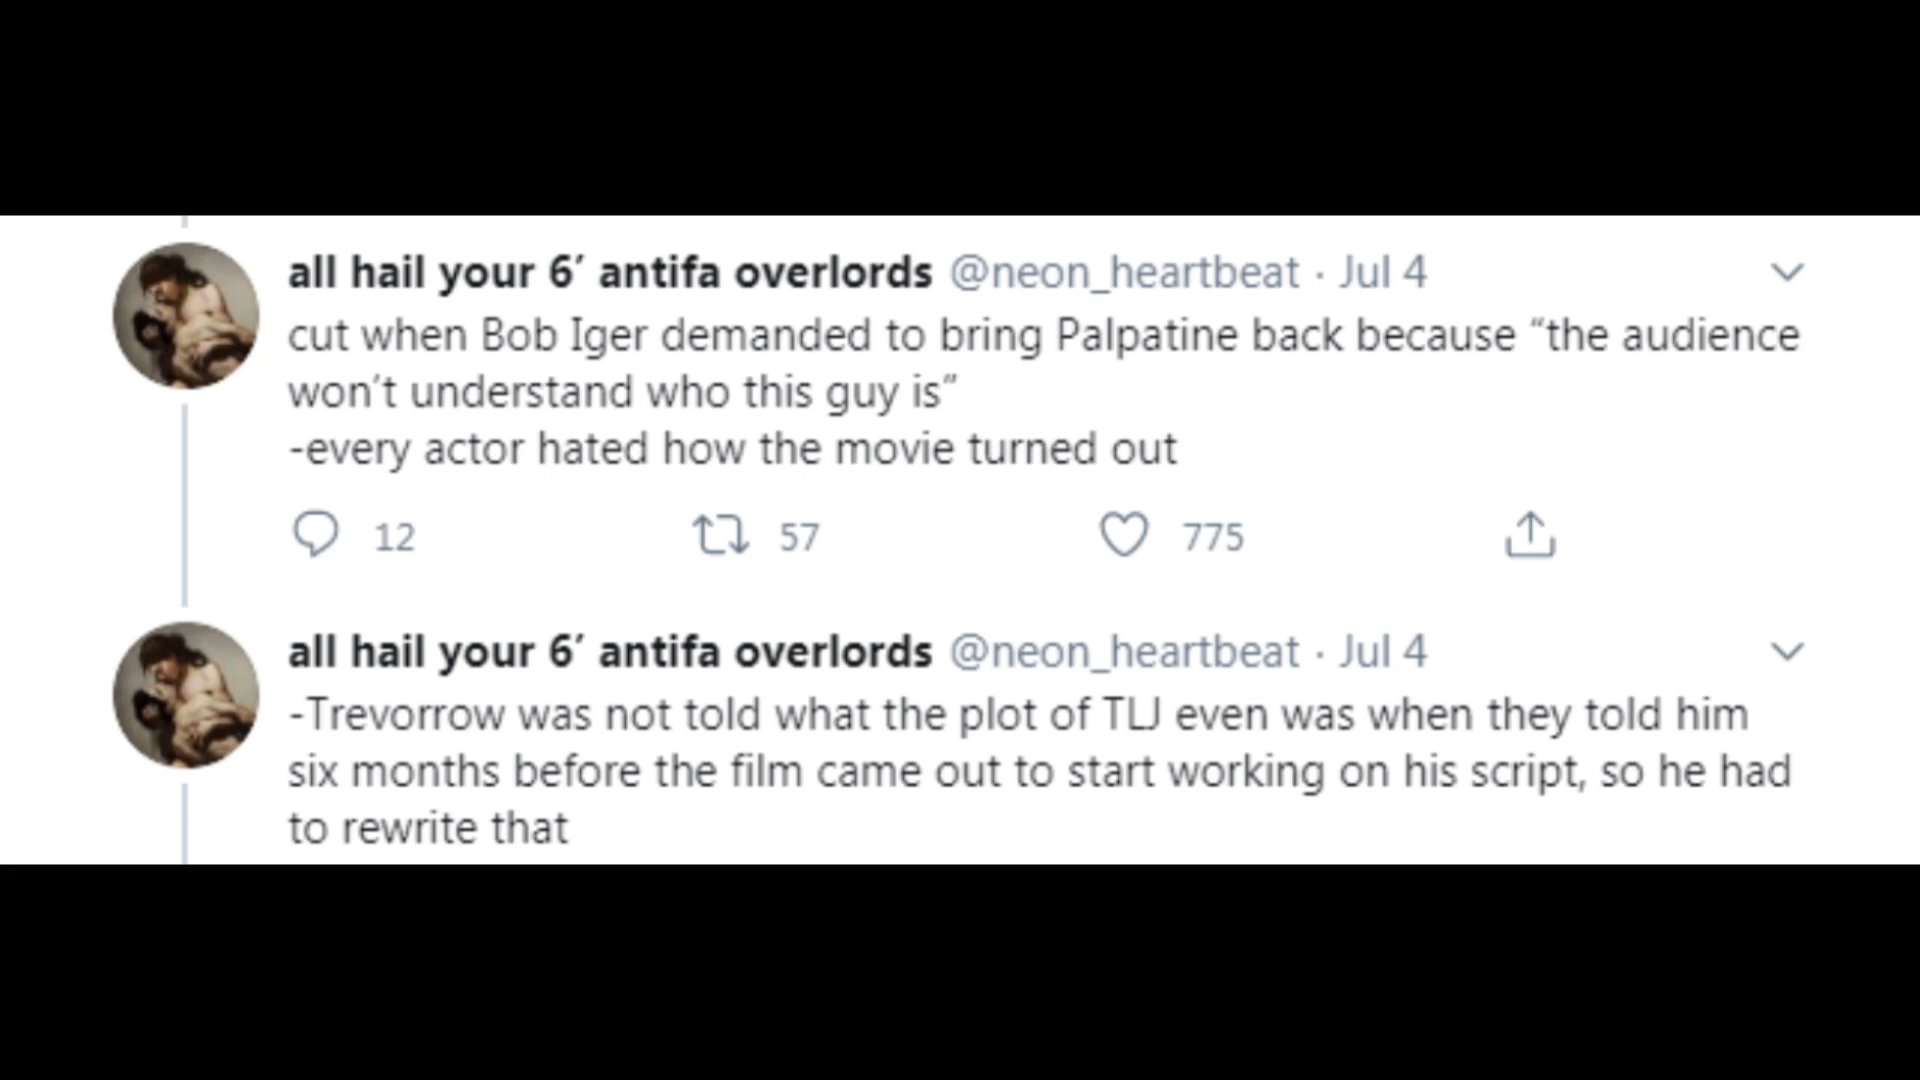 all hail your 6′ antifa overlords @neon_heartbeat · Jul 4
cut when Bob Iger demanded to bring Palpatine back because “the audience
won’t understand who this guy is”
-every actor hated how the movie turned out
12 57 775
all hail your 6′ antifa overlords @neon_heartbeat · Jul 4
-Trevorrow was not told what the plot of TLJ even was when they told him
six months before the film came out to start working on his script, so he had
to rewrite that